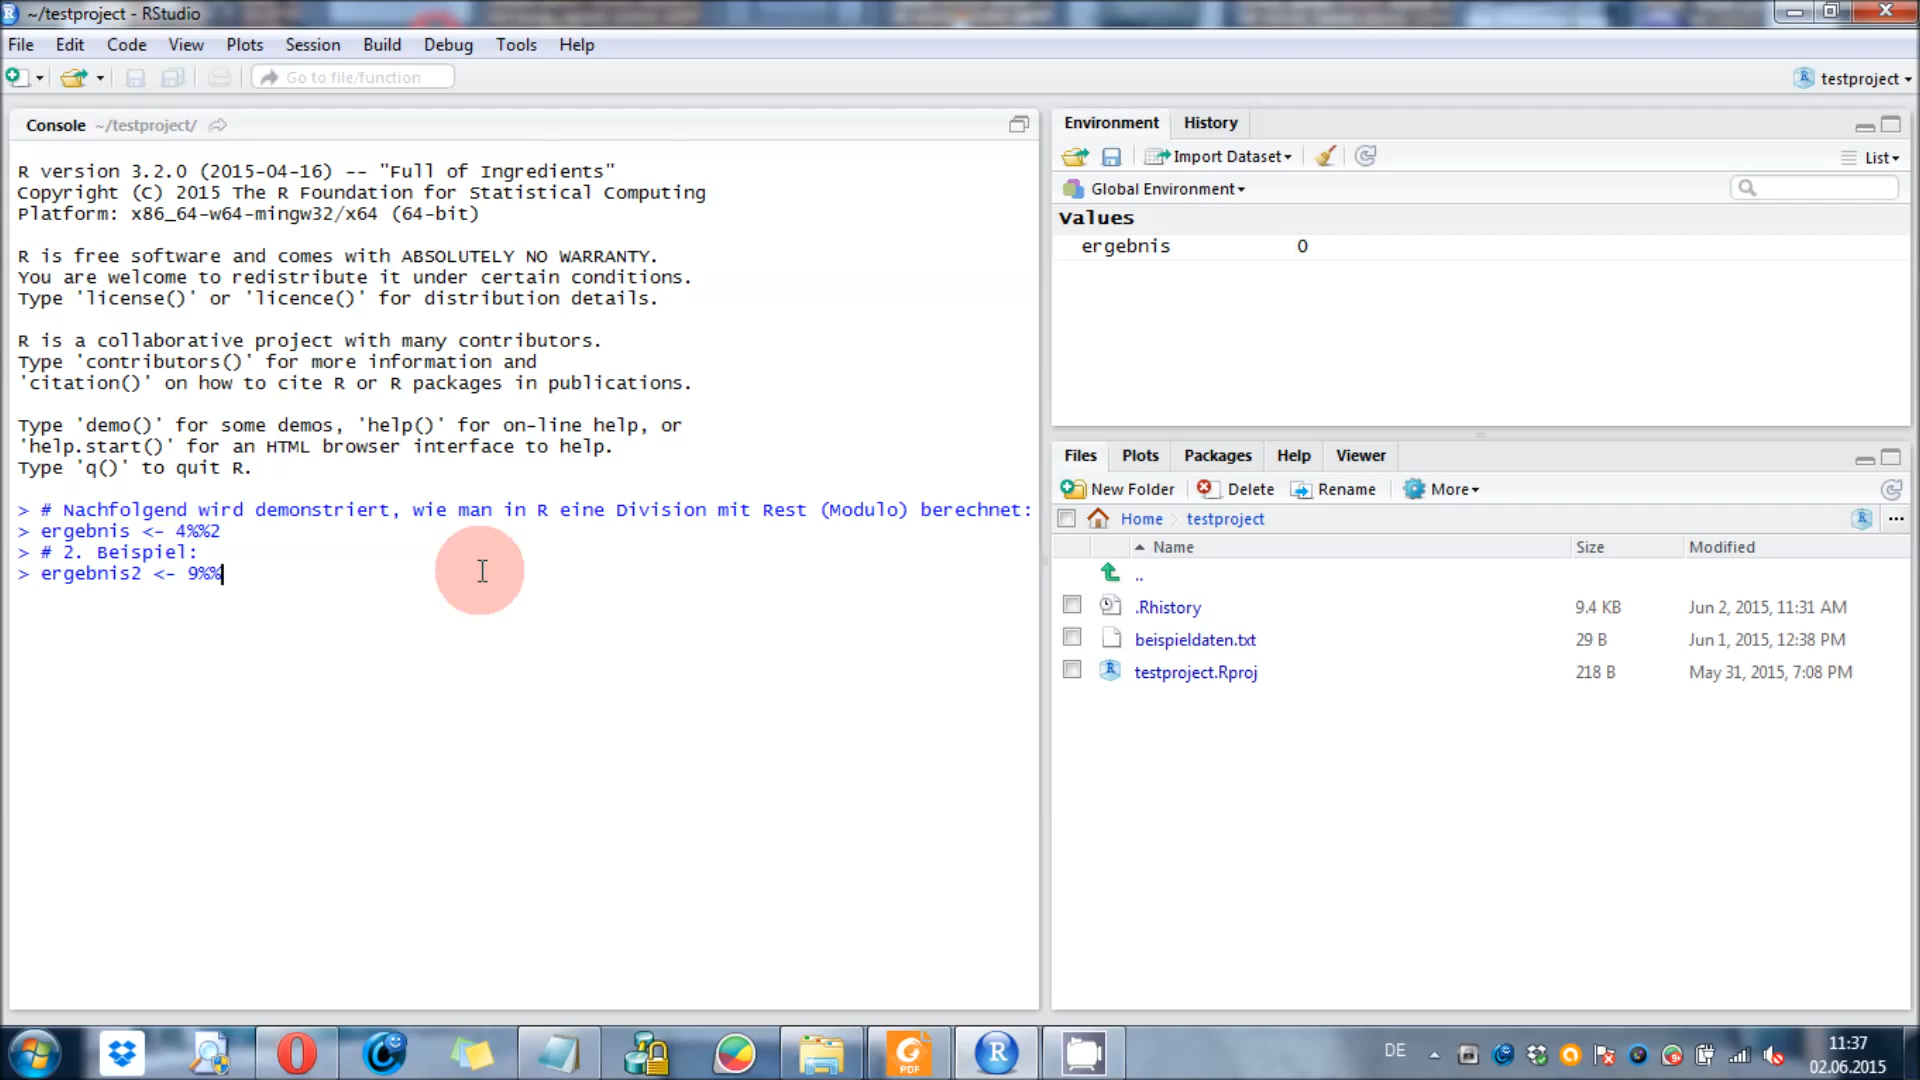 ~/testproject - RStudio
File Edit Code View Plots Session Build Debug Tools Help
Go to file/function
testproject
Console ~/testproject/
R version 3.2.0 (2015-04-16) -- "Full of Ingredients"
Copyright (C) 2015 The R Foundation for Statistical Computing
Platform: x86_64-w64-mingw32/x64 (64-bit)
R is free software and comes with ABSOLUTELY NO WARRANTY.
You are welcome to redistribute it under certain conditions.
Type 'license()' or 'licence()' for distribution details.
R is a collaborative project with many contributors.
Type 'contributors()' for more information and
'citation()' on how to cite R or R packages in publications.
Type 'demo()' for some demos, 'help()' for on-line help, or
'help.start()' for an HTML browser interface to help.
Type 'q()' to quit R.
> # Nachfolgend wird demonstriert, wie man in R eine Division mit Rest (Modulo) berechnet:
> ergebnis <- 4%%2
> # 2. Beispiel:
> ergebnis2 <- 9%%
Environment History
Import Dataset
List
Global Environment
Values
ergebnis 0
Files Plots Packages Help Viewer
New Folder Delete Rename More
Home testproject ...
Name Size Modified
..
.Rhistory 9.4 KB Jun 2, 2015, 11:31 AM
beispieldaten.txt 29 B Jun 1, 2015, 12:38 PM
testproject.Rproj 218 B May 31, 2015, 7:08 PM
PDF
R
DE
11:37
02.06.2015